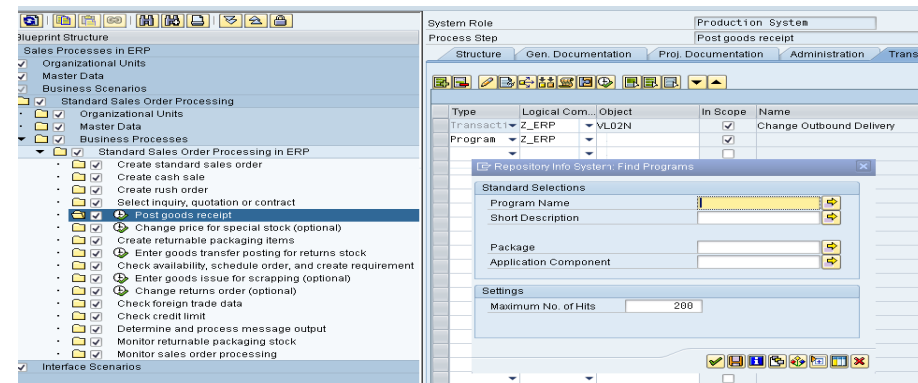 System Role
Production System
Process Step
Post goods receipt
Blueprint Structure
Sales Processes in ERP
Organizational Units
Master Data
Business Scenarios
Standard Sales Order Processing
Organizational Units
Master Data
Business Processes
Standard Sales Order Processing in ERP
Create standard sales order
Create cash sale
Create rush order
Select inquiry, quotation or contract
Post goods receipt
Change price for special stock (optional)
Create returnable packaging items
Enter goods transfer posting for returns stock
Check availability, schedule order, and create requirement
Enter goods issue for scrapping (optional)
Change returns order (optional)
Check foreign trade data
Check credit limit
Determine and process message output
Monitor returnable packaging stock
Monitor sales order processing
Interface Scenarios
Structure Gen. Documentation Proj. Documentation Administration Trans
Type Logical Com... Object In Scope Name
Transacti Z_ERP VL02N Change Outbound Delivery
Program Z_ERP
Repository Info System: Find Programs
Standard Selections
Program Name
Short Description
Package
Application Component
Settings
Maximum No. of Hits 200